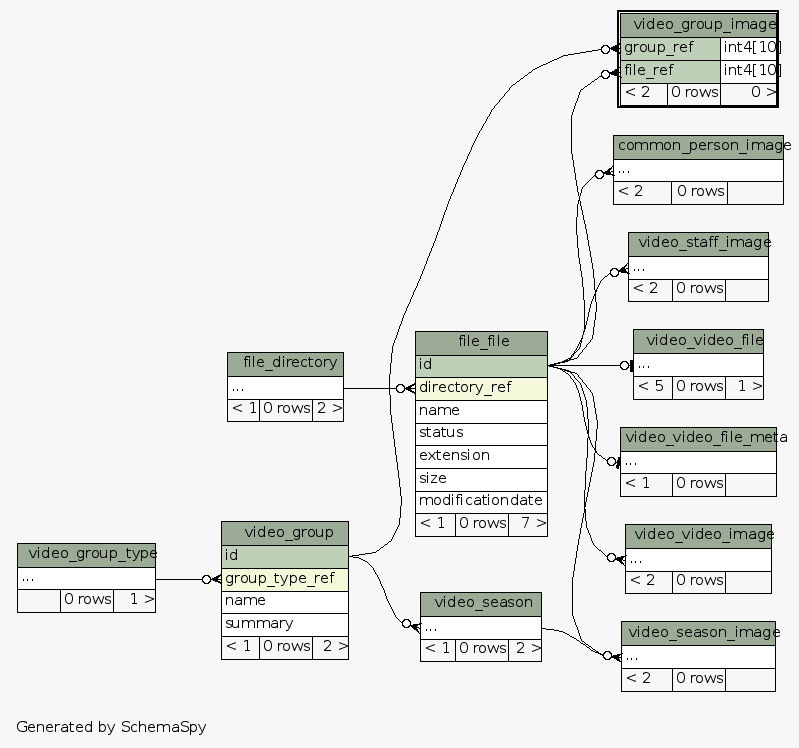 video_group_image
group_ref int4[10]
file_ref int4[10]
< 2 0 rows 0 >
common_person_image
...
< 2 0 rows
video_staff_image
...
< 2 0 rows
video_video_file
...
< 5 0 rows 1 >
video_video_file_meta
...
< 1 0 rows
video_video_image
...
< 2 0 rows
video_season_image
...
< 2 0 rows
file_file
id
directory_ref
name
status
extension
size
modificationdate
< 1 0 rows 7 >
file_directory
...
< 1 0 rows 2 >
video_group
id
group_type_ref
name
summary
< 1 0 rows 2 >
video_group_type
...
0 rows 1 >
video_season
...
< 1 0 rows 2 >
Generated by SchemaSpy